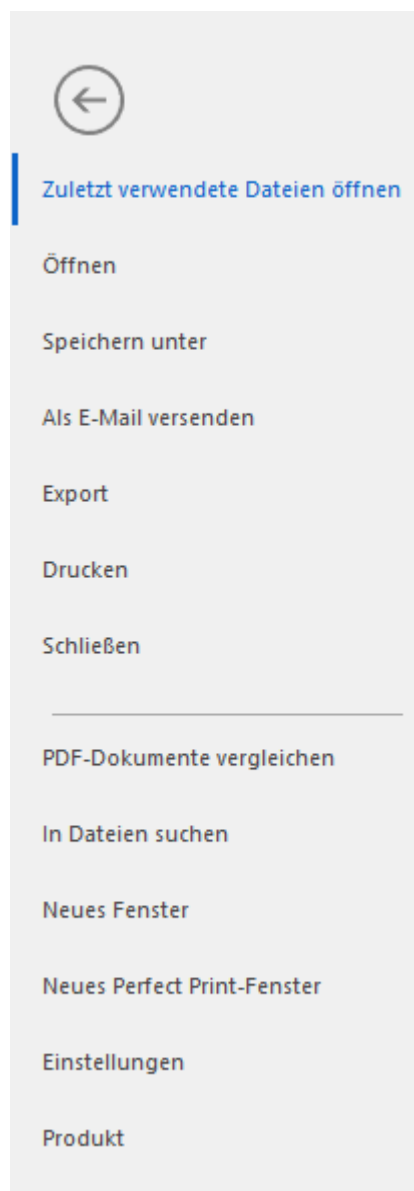 Zuletzt verwendete Dateien öffnen
Öffnen
Speichern unter
Als E-Mail versenden
Export
Drucken
Schließen
PDF-Dokumente vergleichen
In Dateien suchen
Neues Fenster
Neues Perfect Print-Fenster
Einstellungen
Produkt